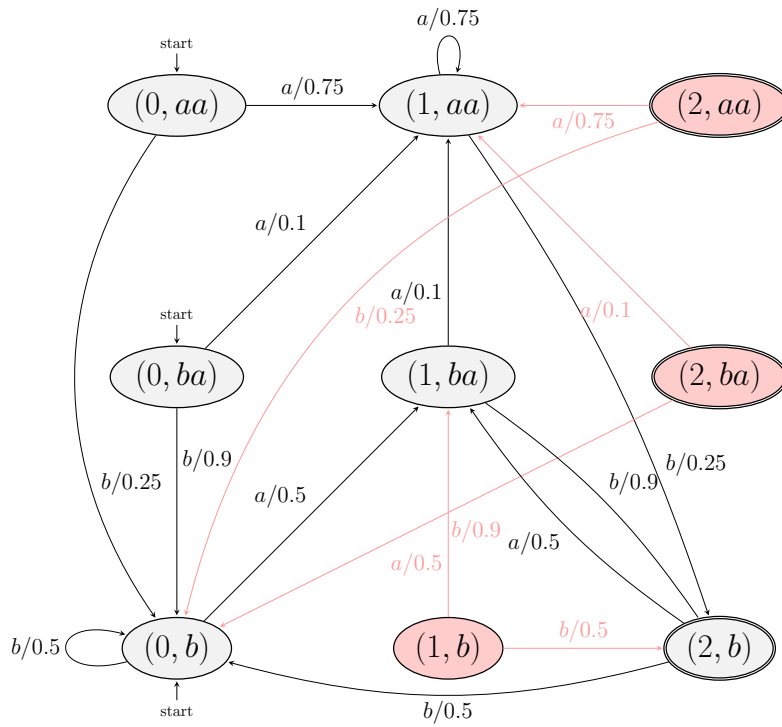 a/0.75
start
(0, aa)
a/0.75
(1, aa)
(2, aa)
a/0.75
a/0.1
start
a/0.1
b/0.25
a/0.1
(0, ba)
(1, ba)
(2, ba)
b/0.25
b/0.9
b/0.9
b/0.25
a/0.5
b/0.9
a/0.5
a/0.5
b/0.5
(0, b)
(1, b)
b/0.5
(2, b)
start
b/0.5